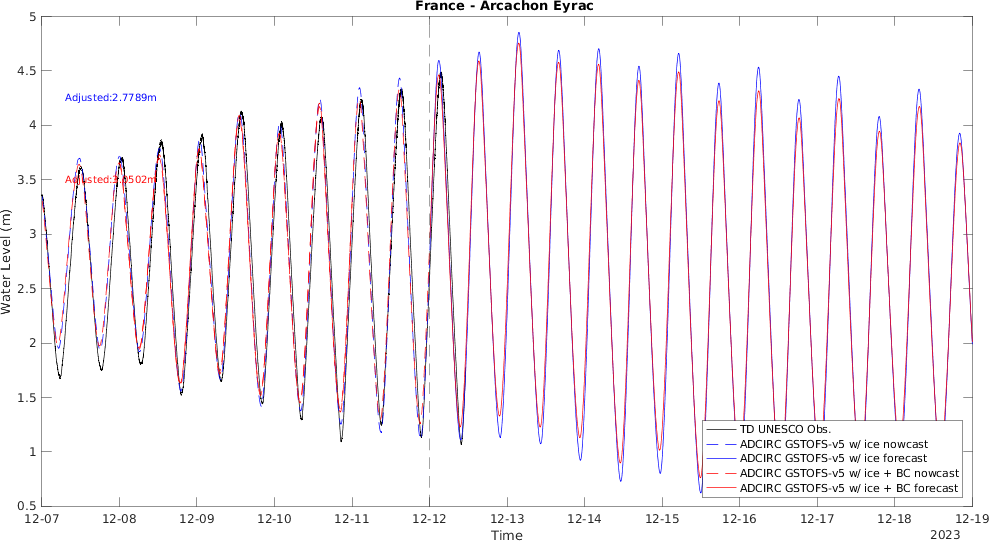 France - Arcachon Eyrac
Water Level (m)
5
4.5
4
3.5
3
2.5
2
1.5
1
0.5
Adjusted:2.7789m
TD UNESCO Obs.
ADCIRC GSTOFS-v5 w/ ice nowcast
ADCIRC GSTOFS-v5 w/ ice forecast
ADCIRC GSTOFS-v5 w/ ice + BC nowcast
ADCIRC GSTOFS-v5 w/ ice + BC forecast
12-07 12-08 12-09 12-10 12-11 12-12 12-13 12-14 12-15 12-16 12-17 12-18 12-19
Time
2023